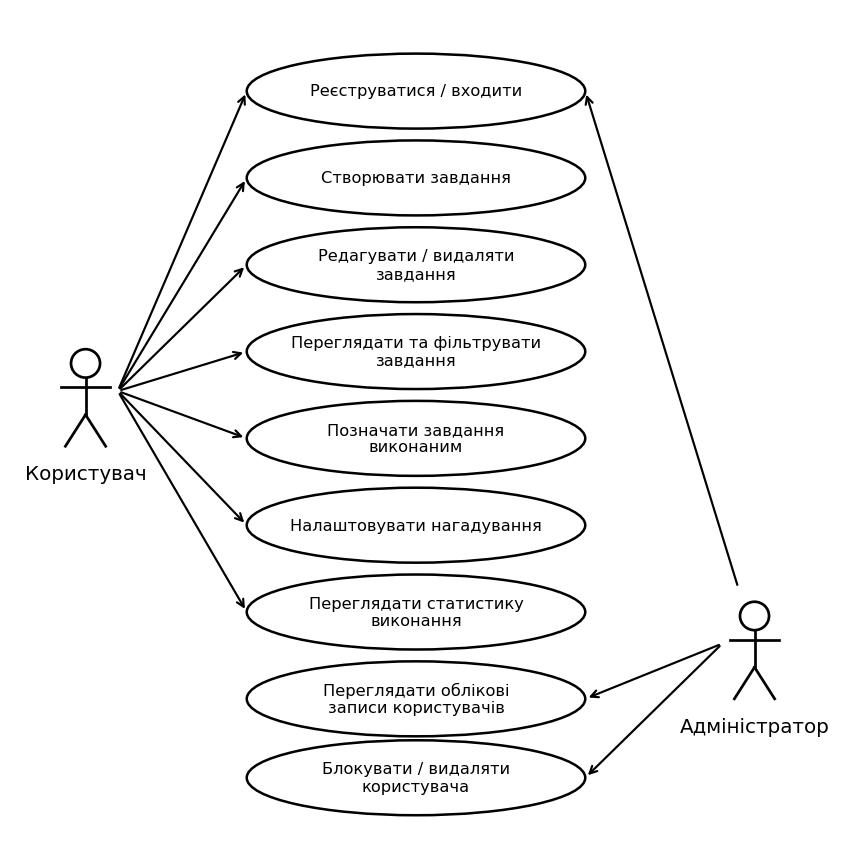 Реєструватися / входити
Створювати завдання
Редагувати / видаляти
завдання
Переглядати та фільтрувати
завдання
Позначати завдання
виконаним
Користувач
Налаштовувати нагадування
Переглядати статистику
виконання
Переглядати облікові
записи користувачів
Адміністратор
Блокувати / видаляти
користувача